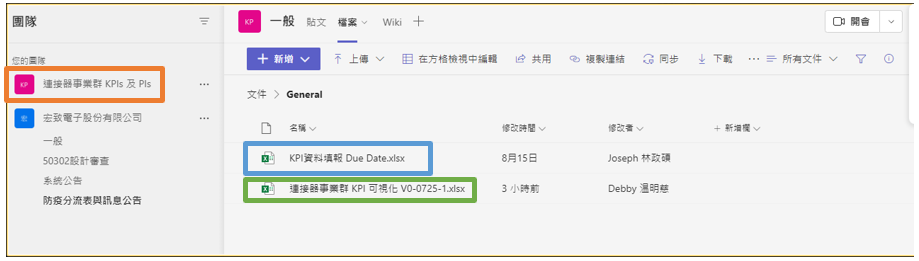 團隊
您的團隊
KP 連接器事業群 KPIs 及 PIs ...
宏 宏致電子股份有限公司 ...
一般
50302設計審查
系統公告
防疫分流表與訊息公告
KP 一般 貼文 檔案 Wiki +
開會
+ 新增 上傳 在方格檢視中編輯 共用 複製連結 同步 下載 ... 所有文件
文件 > General
名稱 修改時間 修改者 + 新增欄
KPI資料填報 Due Date.xlsx 8月15日 Joseph 林政碩
連接器事業群 KPI 可視化 V0-0725-1.xlsx 3 小時前 Debby 溫明慈